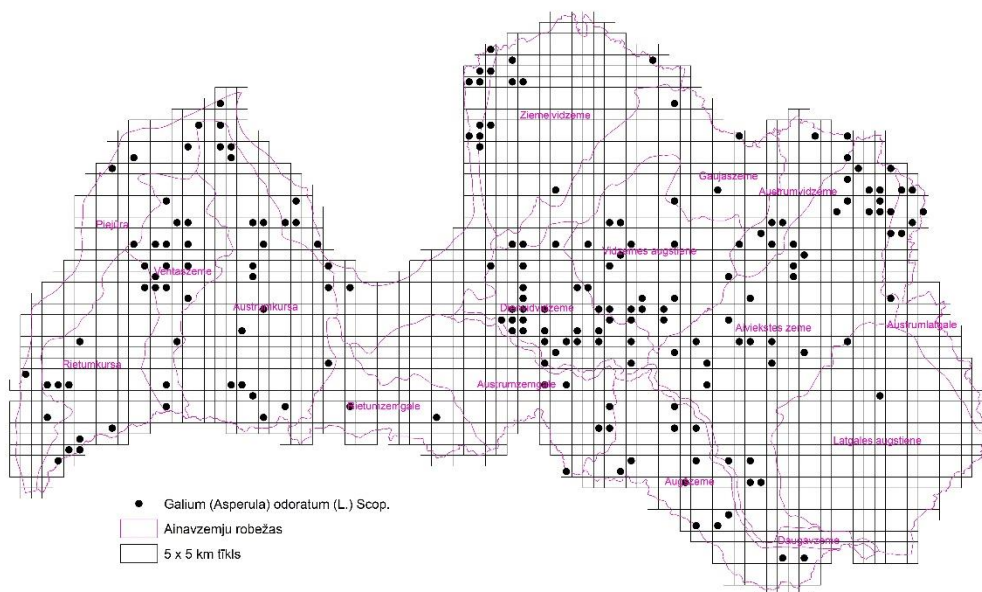 Ziemeļvidzeme
Gaujaszeme
Austrumvidzeme
Piejūra
Vidzemes augstiene
Ventaszeme
Austrumkursa
Dienvidvidzeme
Aiviekstes zeme
Austrumlatgale
Rietumkursa
Austrumzemgale
Rietumzemgale
Latgales augstiene
Augšzeme
Daugavzeme
Galium (Asperula) odoratum (L.) Scop.
Ainavzemju robežas
5 x 5 km tīkls